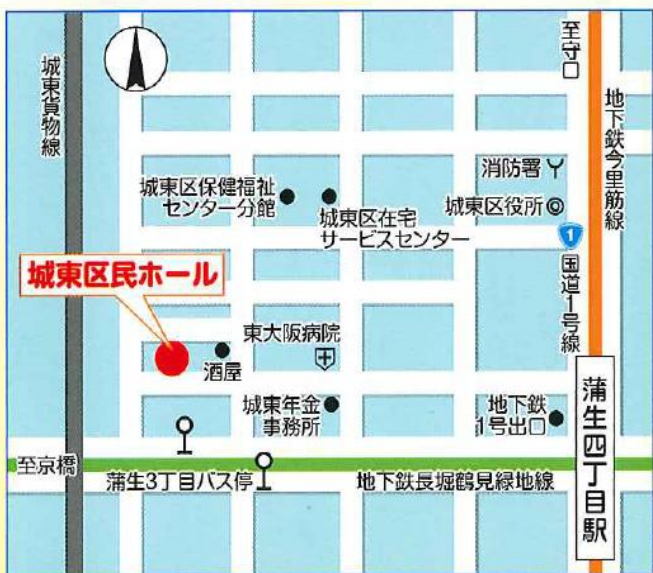 至守口
城東貨物線
地下鉄今里筋線
消防署
城東区保健福祉
センター分館
城東区在宅
サービスセンター
城東区役所
1
国道1号線
城東区民ホール
東大阪病院
酒屋
城東年金
事務所
地下鉄
1号出口
蒲生四丁目駅
至京橋
蒲生3丁目バス停
地下鉄長堀鶴見緑地線